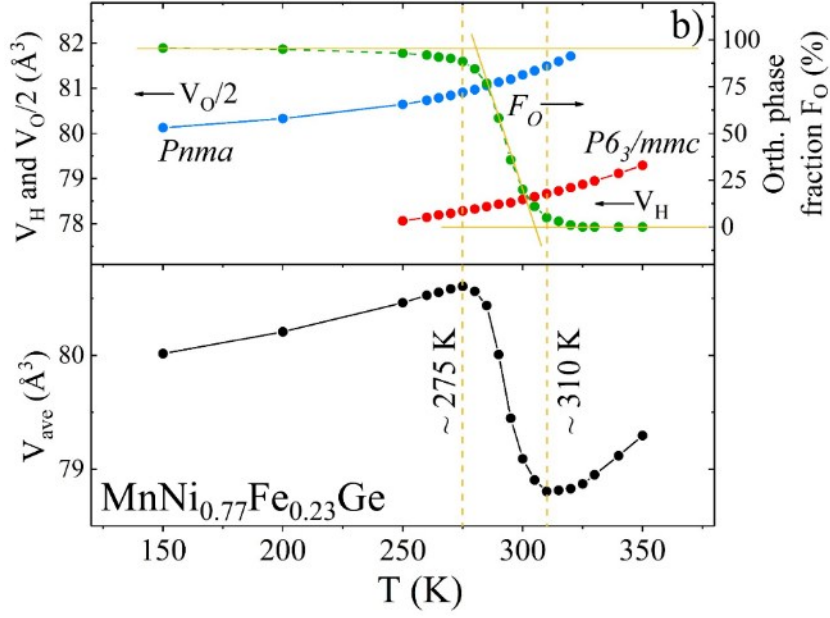 b)
V_H and V_O/2 (Å³)
82
81
80
79
78
V_O/2
Pnma
F_O
P6₃/mmc
V_H
100
75
50
25
0
Orth. phase
fraction F_O (%)
V_ave (Å³)
80
79
~ 275 K
~ 310 K
MnNi₀.₇₇Fe₀.₂₃Ge
150
200
250
300
350
T (K)